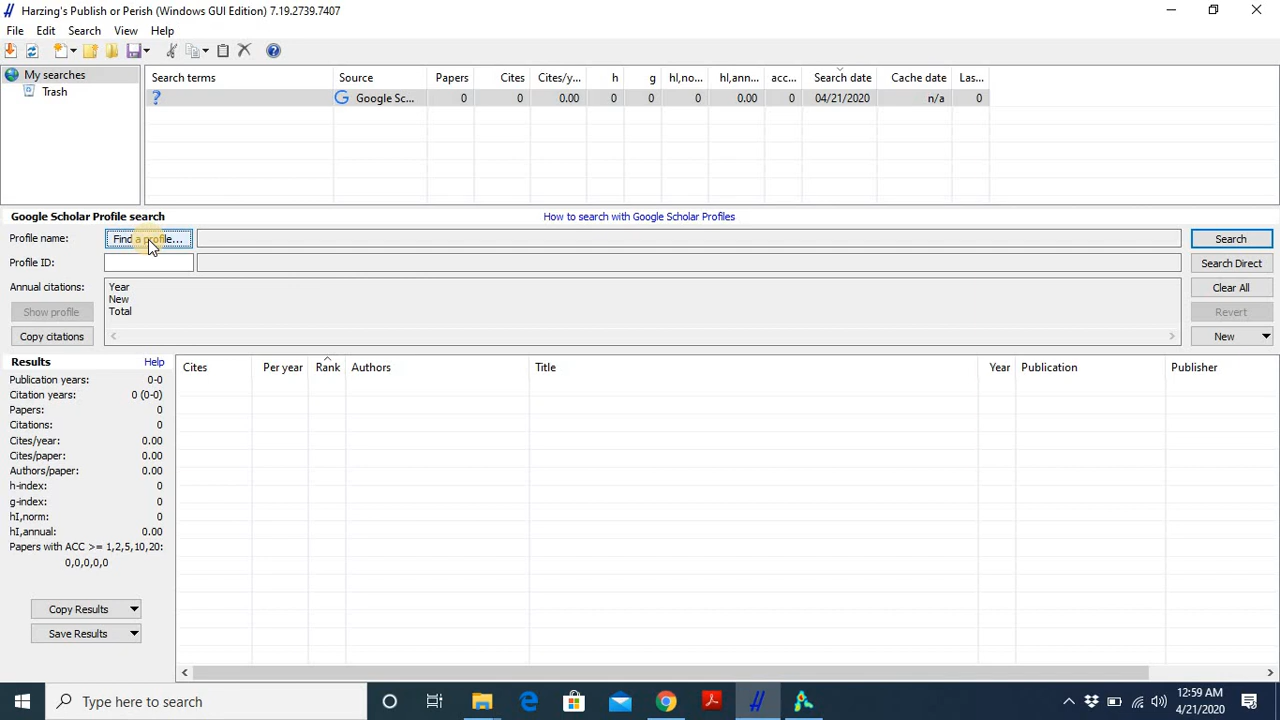 Harzing's Publish or Perish (Windows GUI Edition) 7.19.2739.7407
File Edit Search View Help
My searches
Trash
Search terms Source Papers Cites Cites/y... h g hI,no... hI,ann... acc... Search date Cache date Las...
? Google Sc... 0 0 0.00 0 0 0 0.00 0 04/21/2020 n/a 0
Google Scholar Profile search How to search with Google Scholar Profiles
Profile name: Find a profile... Search
Profile ID: Search Direct
Annual citations: Year Clear All
New
Total
Show profile Revert
Copy citations New
Results Help
Cites Per year Rank Authors Title Year Publication Publisher
Publication years: 0-0
Citation years: 0 (0-0)
Papers: 0
Citations: 0
Cites/year: 0.00
Cites/paper: 0.00
Authors/paper: 0.00
h-index: 0
g-index: 0
hI,norm: 0
hI,annual: 0.00
Papers with ACC >= 1,2,5,10,20:
0,0,0,0,0
Copy Results
Save Results
Type here to search
12:59 AM
4/21/2020